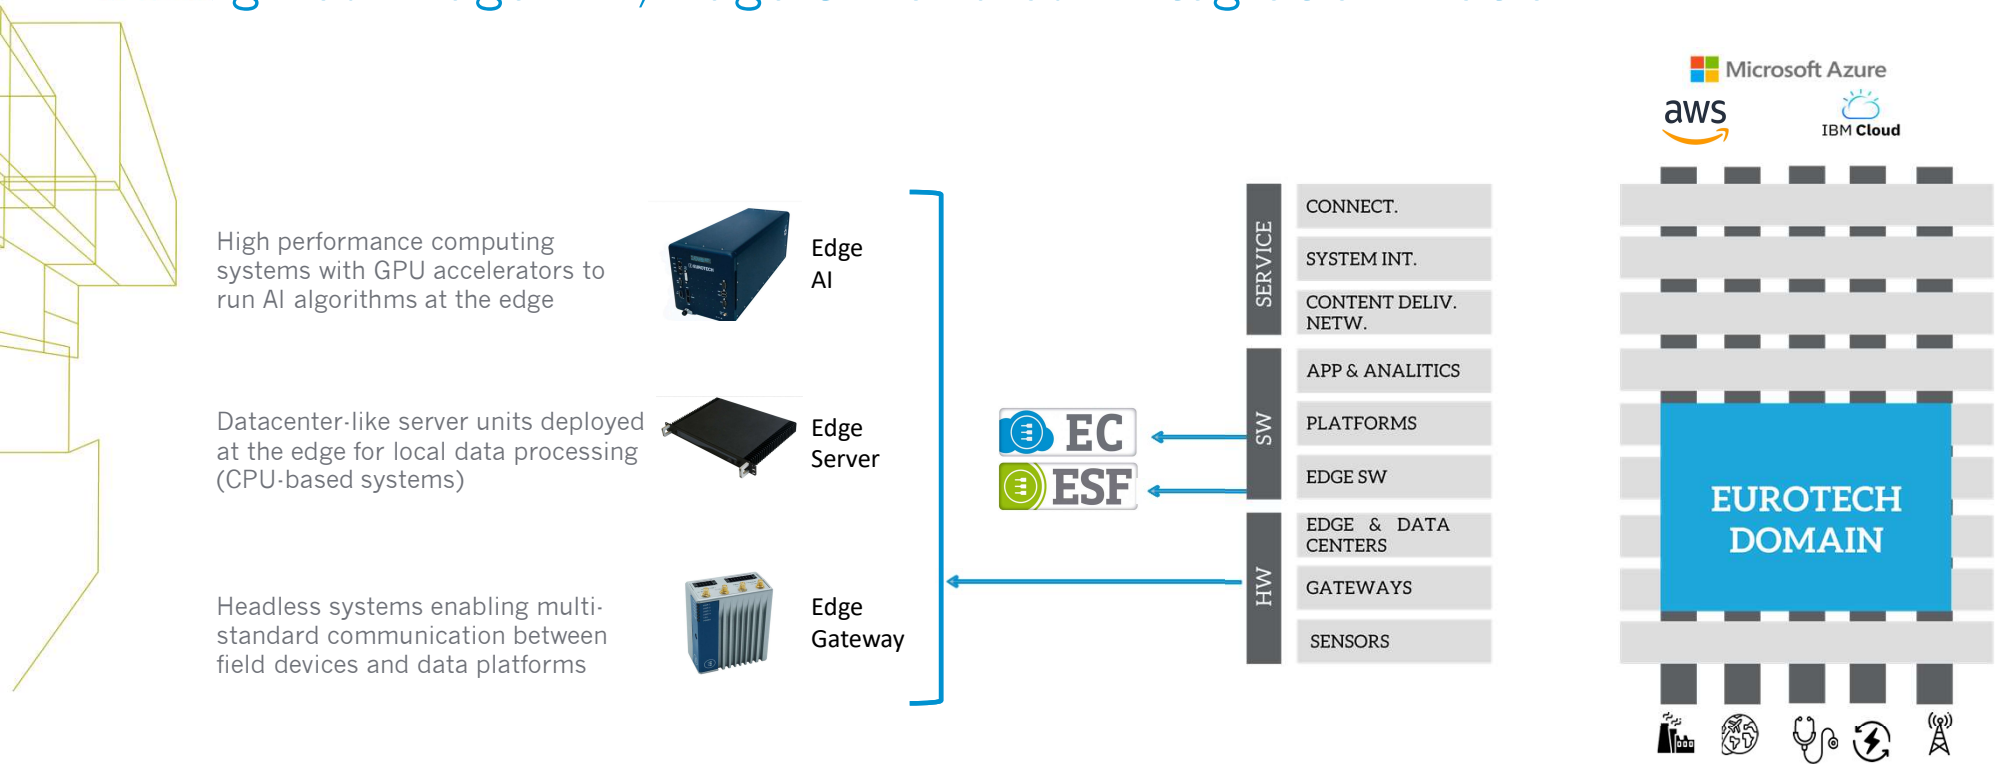 Microsoft Azure
aws
IBM Cloud
High performance computing
systems with GPU accelerators to
run AI algorithms at the edge
EUROTECH
Edge
AI
Datacenter-like server units deployed
at the edge for local data processing
(CPU-based systems)
Edge
Server
Headless systems enabling multi-
standard communication between
field devices and data platforms
Edge
Gateway
EC
ESF
SERVICE
CONNECT.
SYSTEM INT.
CONTENT DELIV.
NETW.
SW
APP & ANALITICS
PLATFORMS
EDGE SW
HW
EDGE & DATA
CENTERS
GATEWAYS
SENSORS
EUROTECH
DOMAIN